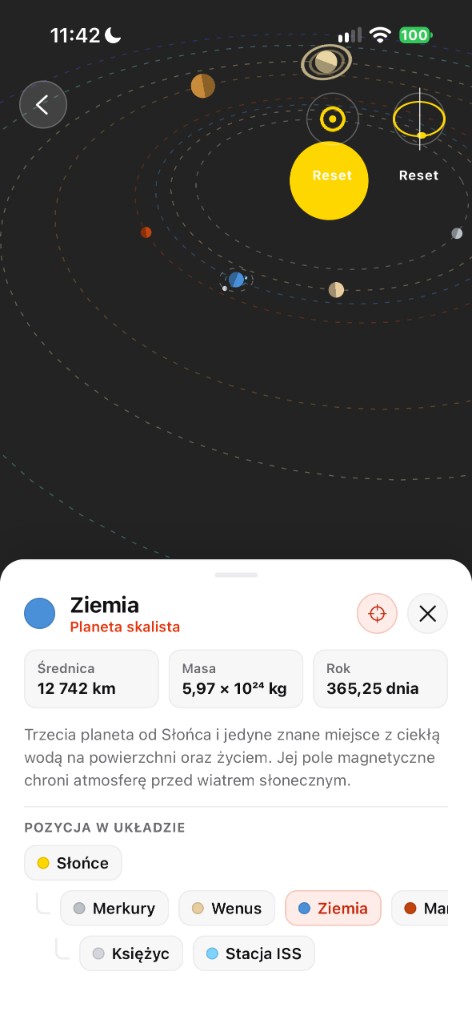 11:42
100
Reset
Reset
Ziemia
Planeta skalista
Średnica
12 742 km
Masa
5,97 × 10²⁴ kg
Rok
365,25 dnia
Trzecia planeta od Słońca i jedyne znane miejsce z ciekłą
wodą na powierzchni oraz życiem. Jej pole magnetyczne
chroni atmosferę przed wiatrem słonecznym.
POZYCJA W UKŁADZIE
Słońce
Merkury
Wenus
Ziemia
Mar
Księżyc
Stacja ISS